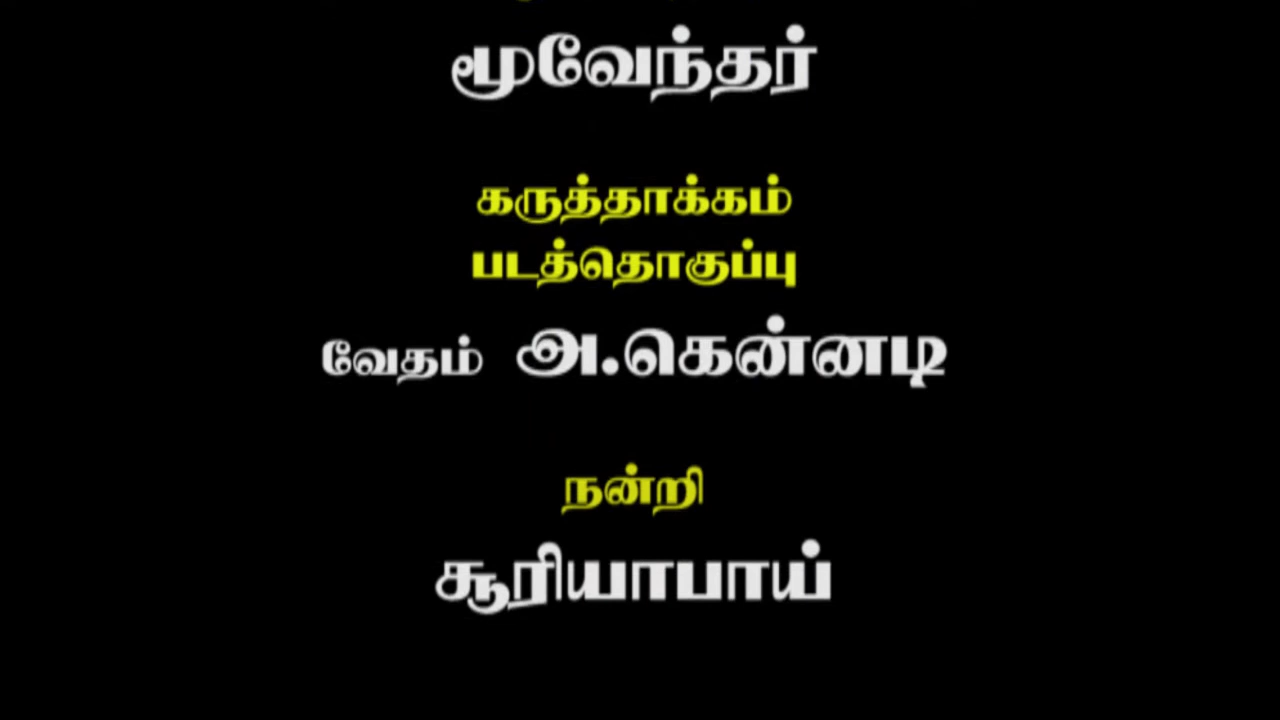 மூவேந்தர்
கருத்தாக்கம்
படத்தொகுப்பு
வேதம் அ.கென்னடி
நன்றி
சூரியாபாய்